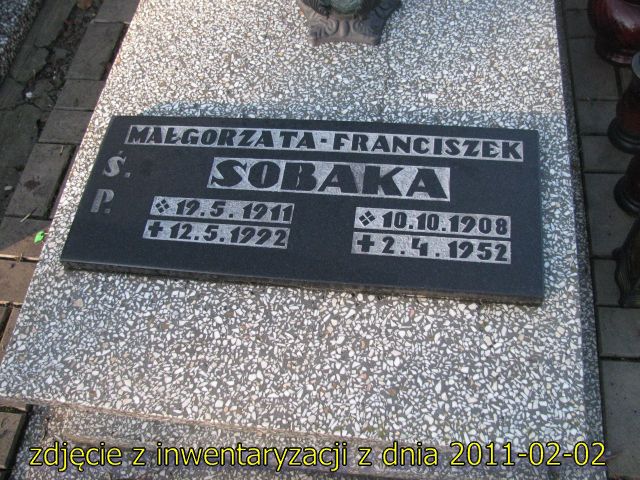 MAŁGORZATA-FRANCISZEK
Ś.
P.
SOBAKA
19.5.1911
✝12.5.1992
10.10.1908
✝2.4.1952
zdjęcie z inwentaryzacji z dnia 2011-02-02